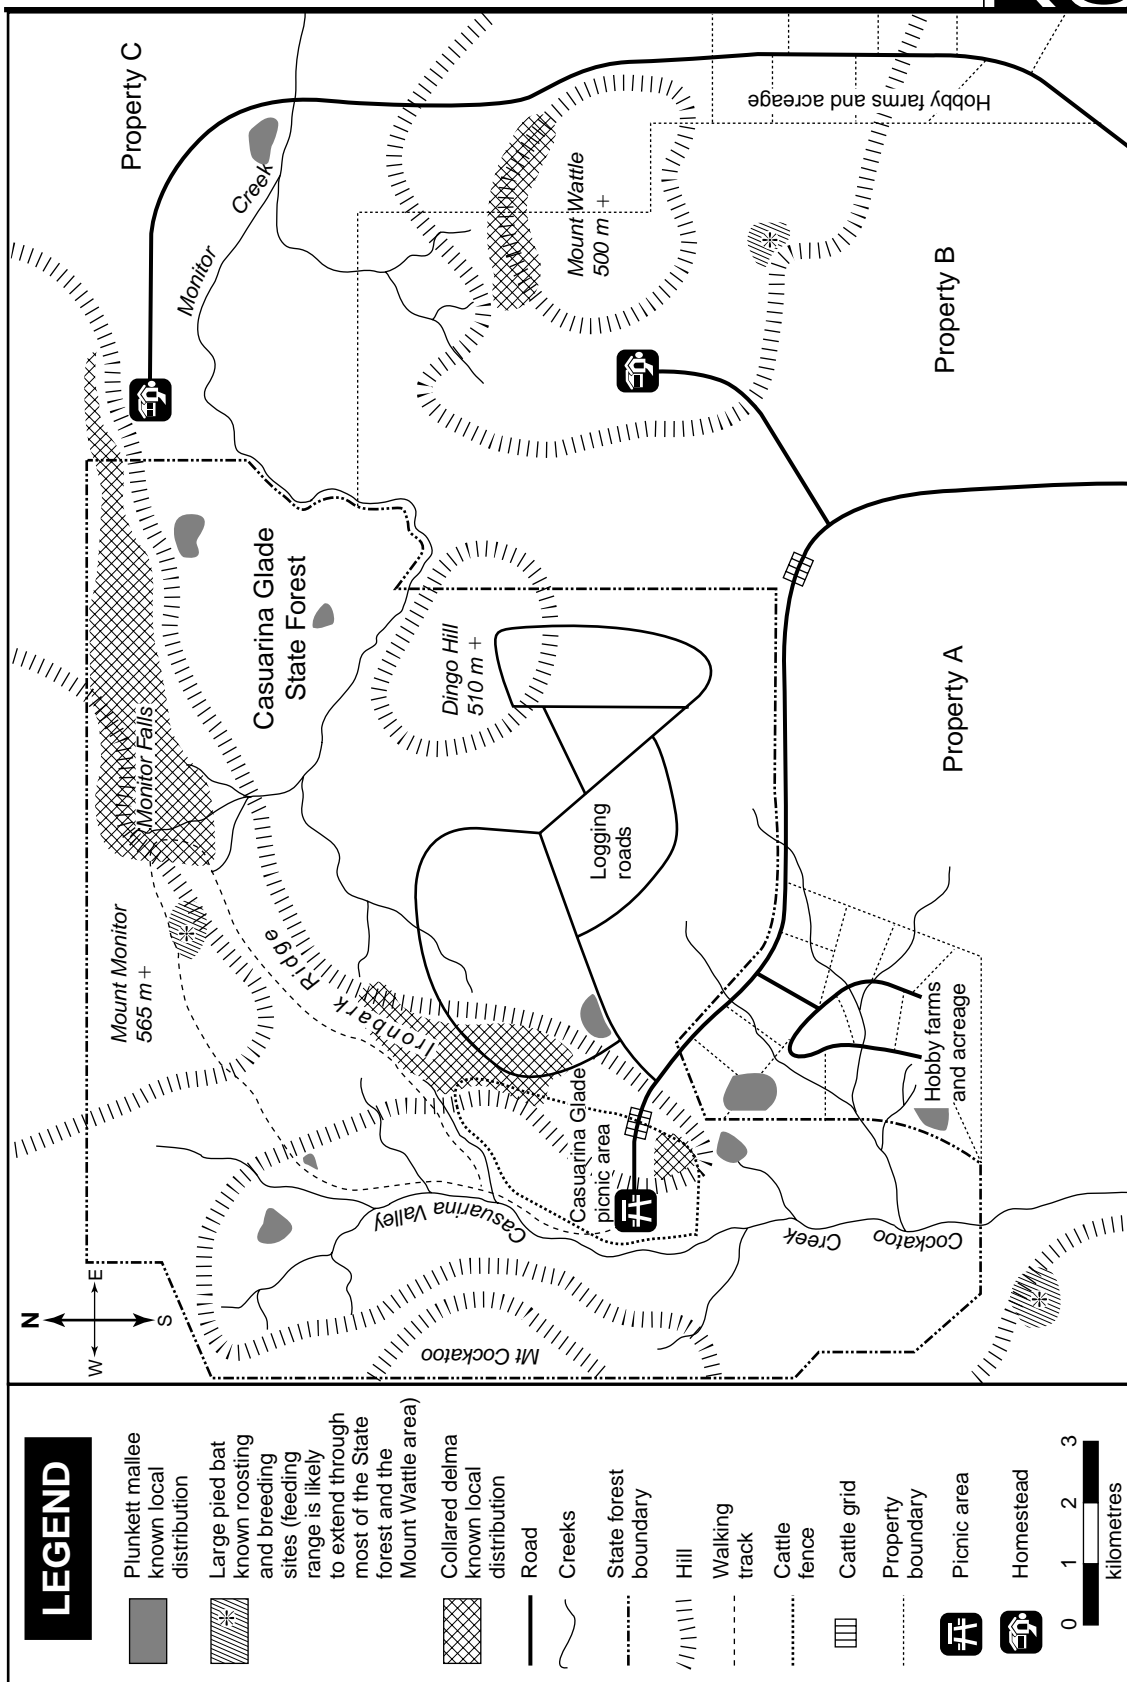 Property C
Creek
Monitor
Hobby farms and acreage
Mount Wattle
500 m +
Property B
Casuarina Glade
State Forest
Dingo Hill
510 m +
Monitor Falls
Property A
Logging
roads
Mount Monitor
565 m +
Ironbark Ridge
Hobby farms
and acreage
Casuarina Glade
picnic area
Casuarina Valley
Cockatoo
Creek
Mt Cockatoo
N
E
S
W
LEGEND
Plunkett mallee
known local
distribution
Large pied bat
known roosting
and breeding
sites (feeding
range is likely
to extend through
most of the State
forest and the
Mount Wattle area)
Collared delma
known local
distribution
Road
Creeks
State forest
boundary
Hill
Walking
track
Cattle
fence
Cattle grid
Property
boundary
Picnic area
Homestead
0 1 2 3
kilometres